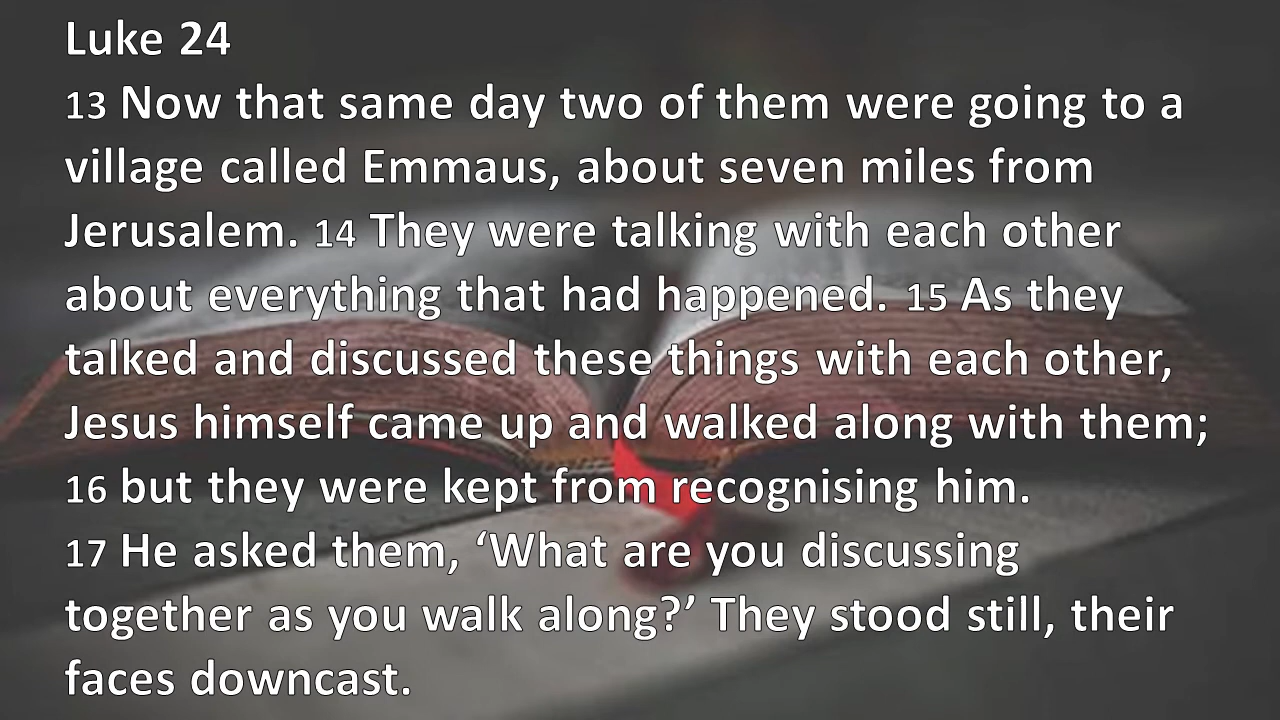 Luke 24
13 Now that same day two of them were going to a
village called Emmaus, about seven miles from
Jerusalem. 14 They were talking with each other
about everything that had happened. 15 As they
talked and discussed these things with each other,
Jesus himself came up and walked along with them;
16 but they were kept from recognising him.
17 He asked them, ‘What are you discussing
together as you walk along?’ They stood still, their
faces downcast.